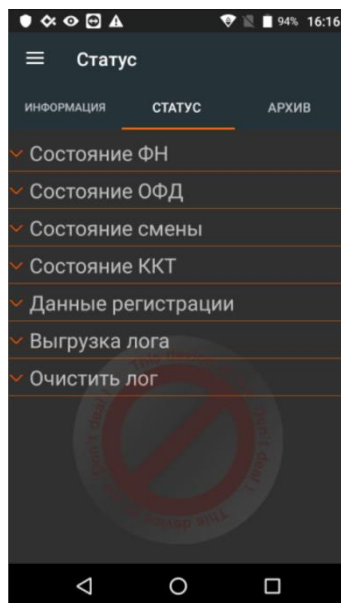 94% 16:16
Статус
ИНФОРМАЦИЯ СТАТУС АРХИВ
Состояние ФН
Состояние ОФД
Состояние смены
Состояние ККТ
Данные регистрации
Выгрузка лога
Очистить лог